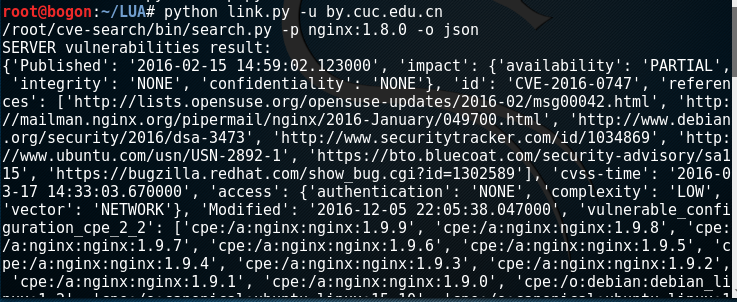 root@bogon:~/LUA# python link.py -u by.cuc.edu.cn
/root/cve-search/bin/search.py -p nginx:1.8.0 -o json
SERVER vulnerabilities result:
{'Published': '2016-02-15 14:59:02.123000', 'impact': {'availability': 'PARTIAL',
 'integrity': 'NONE', 'confidentiality': 'NONE'}, 'id': 'CVE-2016-0747', 'referen
ces': ['http://lists.opensuse.org/opensuse-updates/2016-02/msg00042.html', 'http:
//mailman.nginx.org/pipermail/nginx/2016-January/049700.html', 'http://www.debian
.org/security/2016/dsa-3473', 'http://www.securitytracker.com/id/1034869', 'http:
//www.ubuntu.com/usn/USN-2892-1', 'https://bto.bluecoat.com/security-advisory/sa1
15', 'https://bugzilla.redhat.com/show_bug.cgi?id=1302589'], 'cvss-time': '2016-0
3-17 14:33:03.670000', 'access': {'authentication': 'NONE', 'complexity': 'LOW',
'vector': 'NETWORK'}, 'Modified': '2016-12-05 22:05:38.047000', 'vulnerable_confi
guration_cpe_2_2': ['cpe:/a:nginx:nginx:1.9.9', 'cpe:/a:nginx:nginx:1.9.8', 'cpe:
/a:nginx:nginx:1.9.7', 'cpe:/a:nginx:nginx:1.9.6', 'cpe:/a:nginx:nginx:1.9.5', 'c
pe:/a:nginx:nginx:1.9.4', 'cpe:/a:nginx:nginx:1.9.3', 'cpe:/a:nginx:nginx:1.9.2',
 'cpe:/a:nginx:nginx:1.9.1', 'cpe:/a:nginx:nginx:1.9.0', 'cpe:/o:debian:debian_li